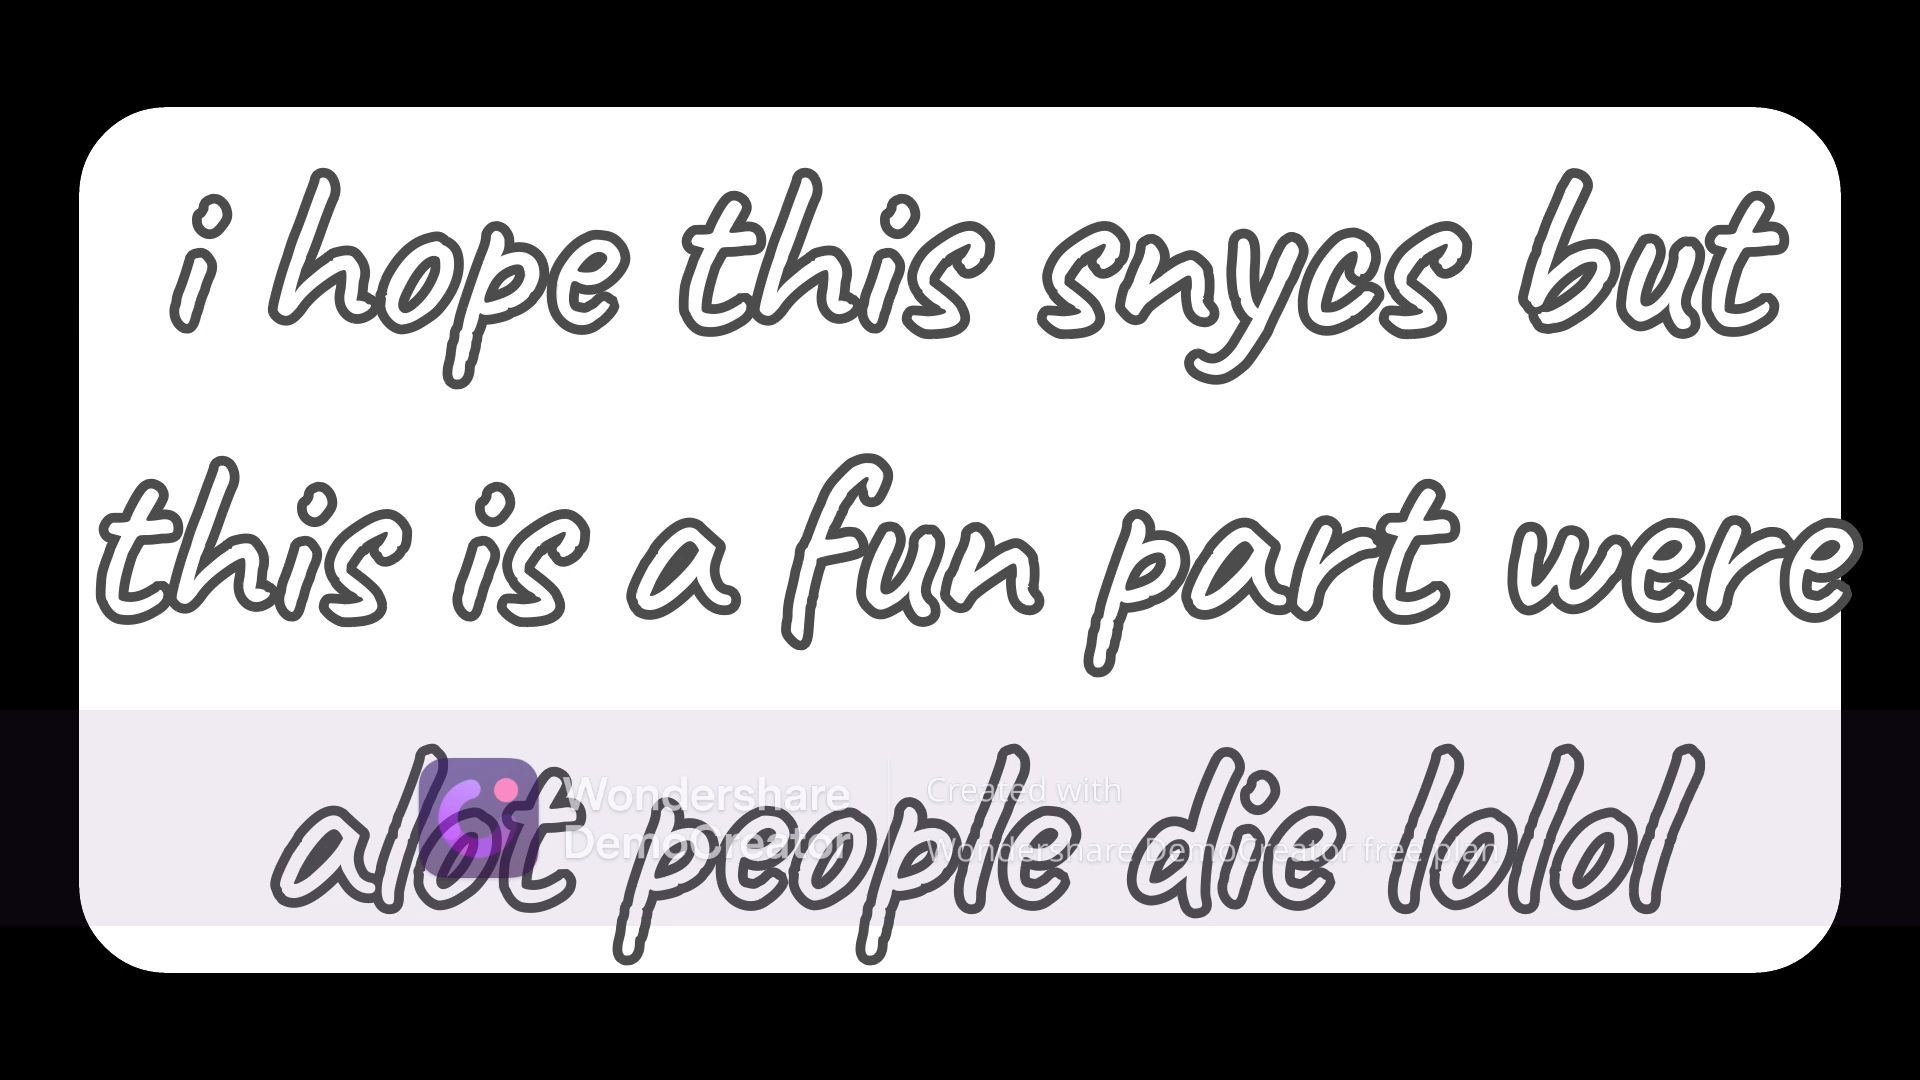 i hope this snycs but
this is a fun part were
alot people die lolol
Wondershare
DemoCreator
Created with
Wondershare DemoCreator free plan